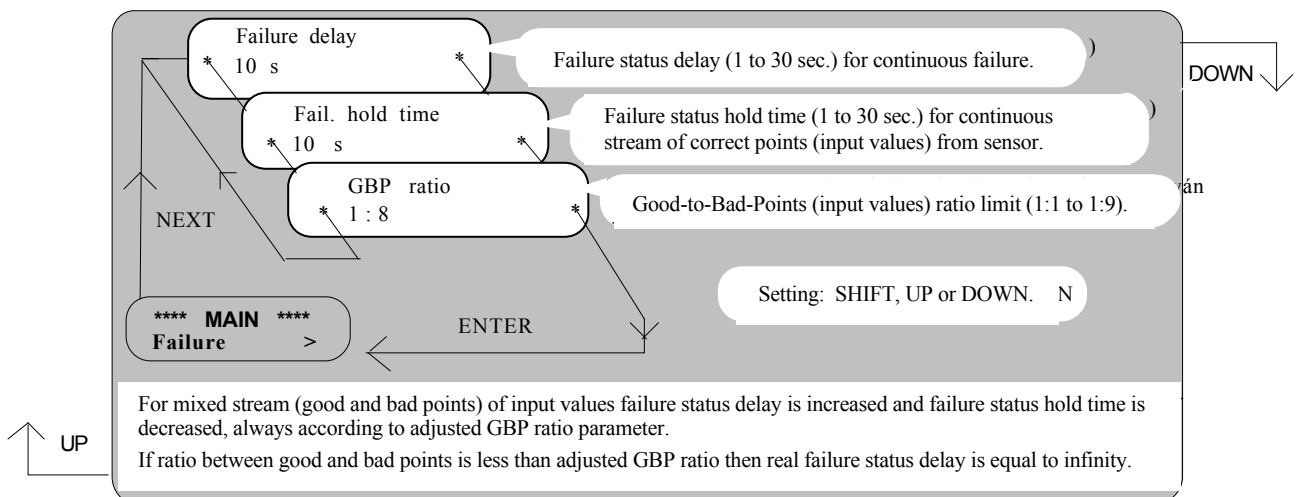 Failure delay
* 10 s *
Failure status delay (1 to 30 sec.) for continuous failure.
)
DOWN
Fail. hold time
* 10 s *
Failure status hold time (1 to 30 sec.) for continuous
stream of correct points (input values) from sensor.
)
GBP ratio
* 1 : 8 *
Good-to-Bad-Points (input values) ratio limit (1:1 to 1:9).
ván
NEXT
Setting: SHIFT, UP or DOWN. N
**** MAIN ****
Failure >
ENTER
For mixed stream (good and bad points) of input values failure status delay is increased and failure status hold time is
decreased, always according to adjusted GBP ratio parameter.
If ratio between good and bad points is less than adjusted GBP ratio then real failure status delay is equal to infinity.
UP